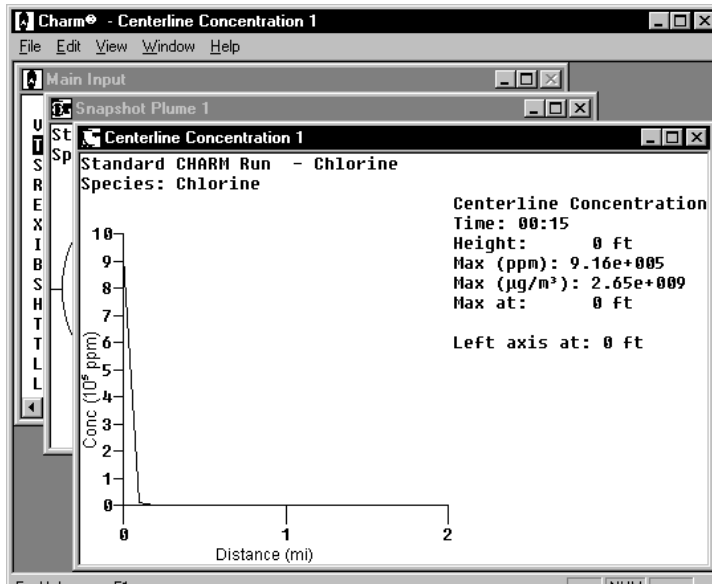 Charm® - Centerline Concentration 1
File Edit View Window Help
Main Input
Snapshot Plume 1
Centerline Concentration 1
V
T
S
R
E
X
I
B
S
H
T
T
L
L
St
Sp
Standard CHARM Run - Chlorine
Species: Chlorine
Centerline Concentration
Time: 00:15
Height: 0 ft
Max (ppm): 9.16e+005
Max (µg/m³): 2.65e+009
Max at: 0 ft
Left axis at: 0 ft
Conc (10⁵ ppm)
10
9
8
7
6
5
4
3
2
1
0
0 1 2
Distance (mi)